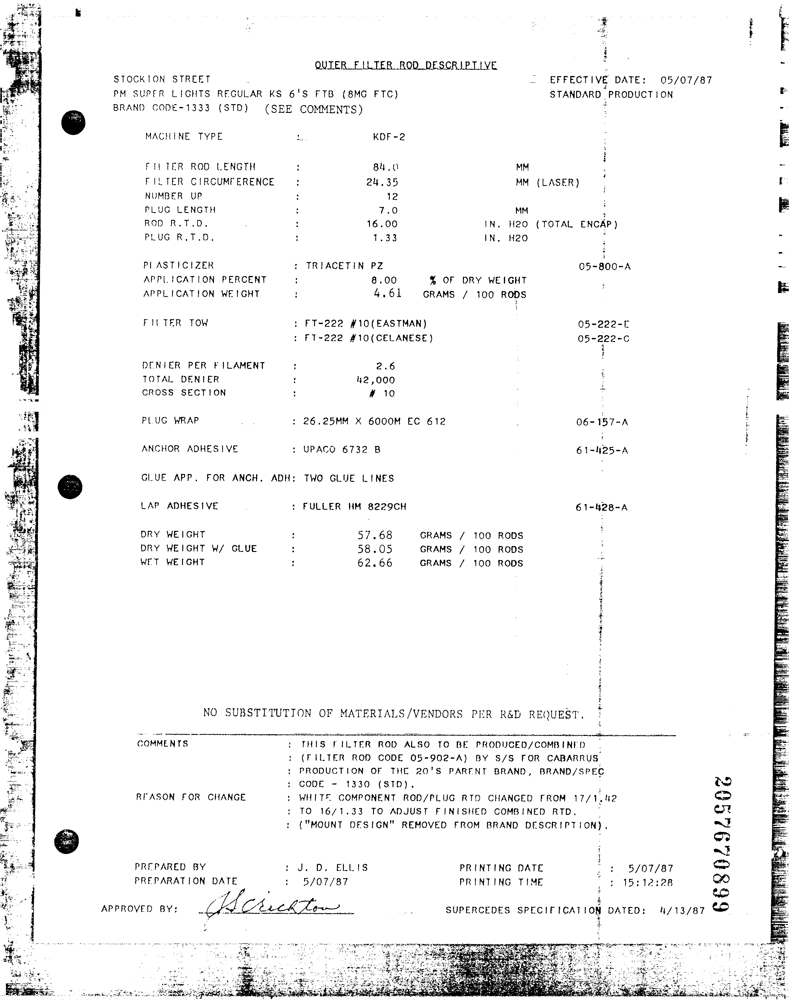 OUTER FILTER ROD DESCRIPTIVE
STOCKTON STREET EFFECTIVE DATE: 05/07/87
PM SUPER LIGHTS REGULAR KS 6'S FTB (8MG FTC) STANDARD PRODUCTION
BRAND CODE-1333 (STD) (SEE COMMENTS)
MACHINE TYPE : KDF-2
FILTER ROD LENGTH : 84.0 MM
FILTER CIRCUMFERENCE : 24.35 MM (LASER)
NUMBER UP : 12
PLUG LENGTH : 7.0 MM
ROD R.T.D. : 16.00 IN. H2O (TOTAL ENCAP)
PLUG R.T.D. : 1.33 IN. H2O
PLASTICIZER : TRIACETIN PZ 05-800-A
APPLICATION PERCENT : 8.00 % OF DRY WEIGHT
APPLICATION WEIGHT : 4.61 GRAMS / 100 RODS
FILTER TOW : FT-222 #10(EASTMAN) 05-222-E
: FT-222 #10(CELANESE) 05-222-C
DENIER PER FILAMENT : 2.6
TOTAL DENIER : 42,000
CROSS SECTION : # 10
PLUG WRAP : 26.25MM X 6000M EC 612 06-157-A
ANCHOR ADHESIVE : UPACO 6732 B 61-425-A
GLUE APP. FOR ANCH. ADH: TWO GLUE LINES
LAP ADHESIVE : FULLER HM 8229CH 61-428-A
DRY WEIGHT : 57.68 GRAMS / 100 RODS
DRY WEIGHT W/ GLUE : 58.05 GRAMS / 100 RODS
WET WEIGHT : 62.66 GRAMS / 100 RODS
NO SUBSTITUTION OF MATERIALS/VENDORS PER R&D REQUEST.
COMMENTS : THIS FILTER ROD ALSO TO BE PRODUCED/COMBINED
: (FILTER ROD CODE 05-902-A) BY S/S FOR CABARRUS
: PRODUCTION OF THE 20'S PARENT BRAND, BRAND/SPEC
: CODE - 1330 (STD).
REASON FOR CHANGE : WHITE COMPONENT ROD/PLUG RTD CHANGED FROM 17/1.42
: TO 16/1.33 TO ADJUST FINISHED COMBINED RTD.
: ("MOUNT DESIGN" REMOVED FROM BRAND DESCRIPTION).
PREPARED BY : J. D. ELLIS PRINTING DATE : 5/07/87
PREPARATION DATE : 5/07/87 PRINTING TIME : 15:12:28
APPROVED BY: JSCrichton SUPERCEDES SPECIFICATION DATED: 4/13/87
2057670899